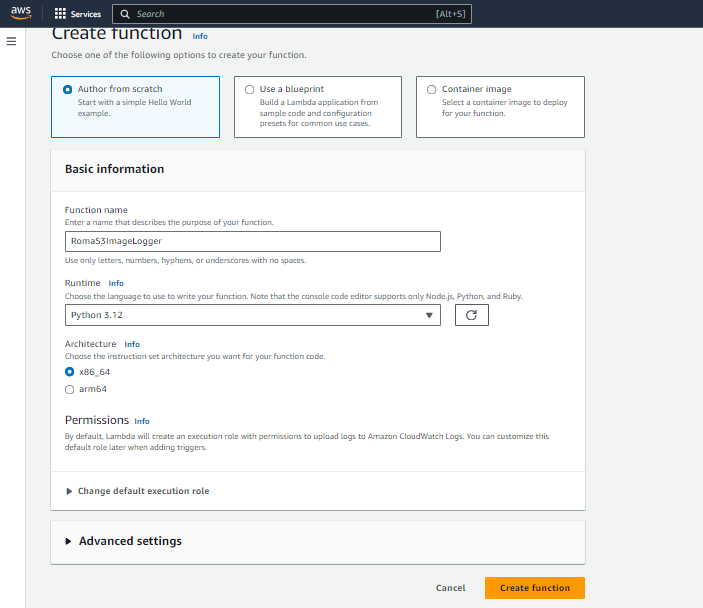 aws
Services
Search
[Alt+S]
Create function Info
Choose one of the following options to create your function.
Author from scratch
Start with a simple Hello World
example.
Use a blueprint
Build a Lambda application from
sample code and configuration
presets for common use cases.
Container image
Select a container image to deploy
for your function.
Basic information
Function name
Enter a name that describes the purpose of your function.
RomaS3ImageLogger
Use only letters, numbers, hyphens, or underscores with no spaces.
Runtime Info
Choose the language to use to write your function. Note that the console code editor supports only Node.js, Python, and Ruby.
Python 3.12
Architecture Info
Choose the instruction set architecture you want for your function code.
x86_64
arm64
Permissions Info
By default, Lambda will create an execution role with permissions to upload logs to Amazon CloudWatch Logs. You can customize this
default role later when adding triggers.
Change default execution role
Advanced settings
Cancel
Create function